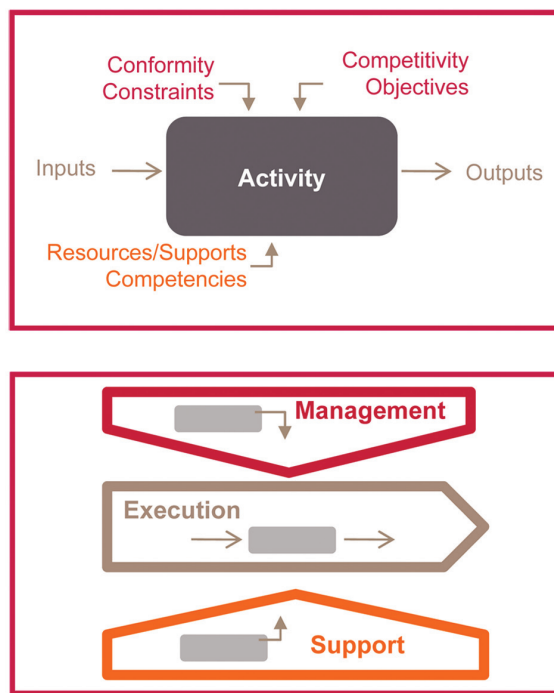 Conformity
Constraints
Competitivity
Objectives
Inputs
Activity
Outputs
Resources/Supports
Competencies
Management
Execution
Support